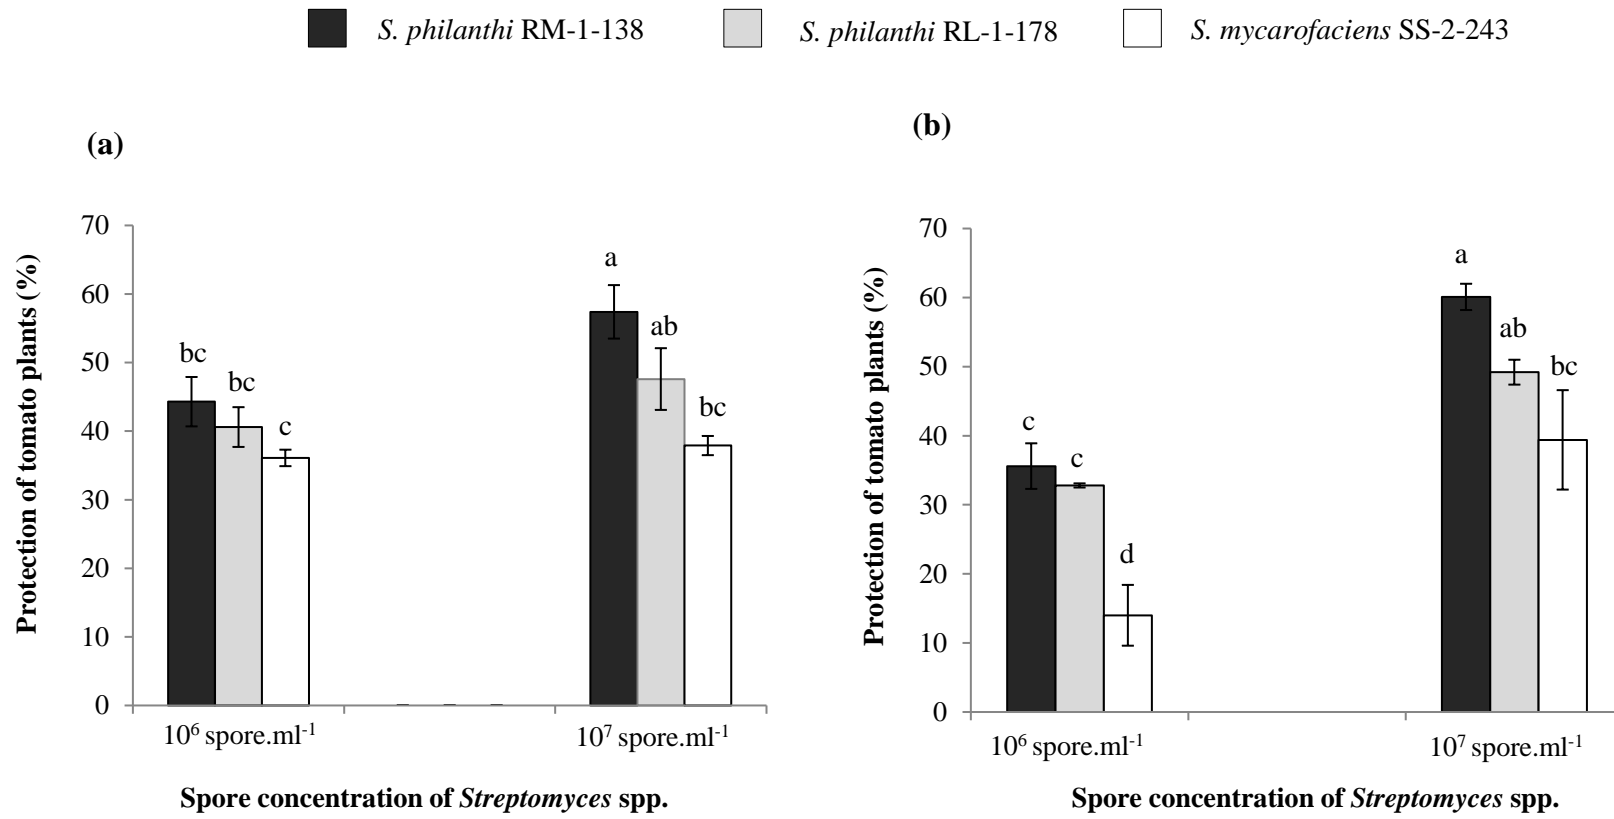 S. philanthi RM-1-138 S. philanthi RL-1-178 S. mycarofaciens SS-2-243
(a)
Protection of tomato plants (%)
70
60
50
40
30
20
10
0
bc
bc
c
a
ab
bc
10⁶ spore.ml⁻¹ 10⁷ spore.ml⁻¹
Spore concentration of Streptomyces spp.
(b)
Protection of tomato plants (%)
70
60
50
40
30
20
10
0
c
c
d
a
ab
bc
10⁶ spore.ml⁻¹ 10⁷ spore.ml⁻¹
Spore concentration of Streptomyces spp.